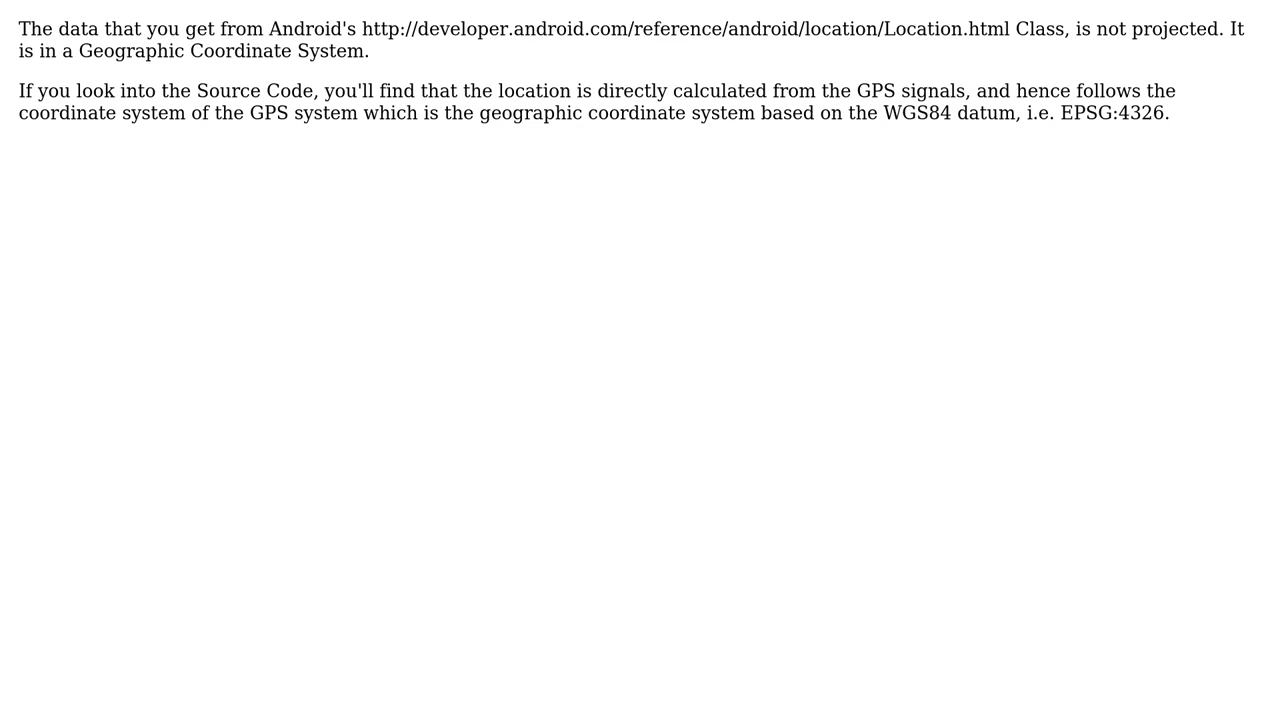 The data that you get from Android's http://developer.android.com/reference/android/location/Location.html Class, is not projected. It
is in a Geographic Coordinate System.
If you look into the Source Code, you'll find that the location is directly calculated from the GPS signals, and hence follows the
coordinate system of the GPS system which is the geographic coordinate system based on the WGS84 datum, i.e. EPSG:4326.